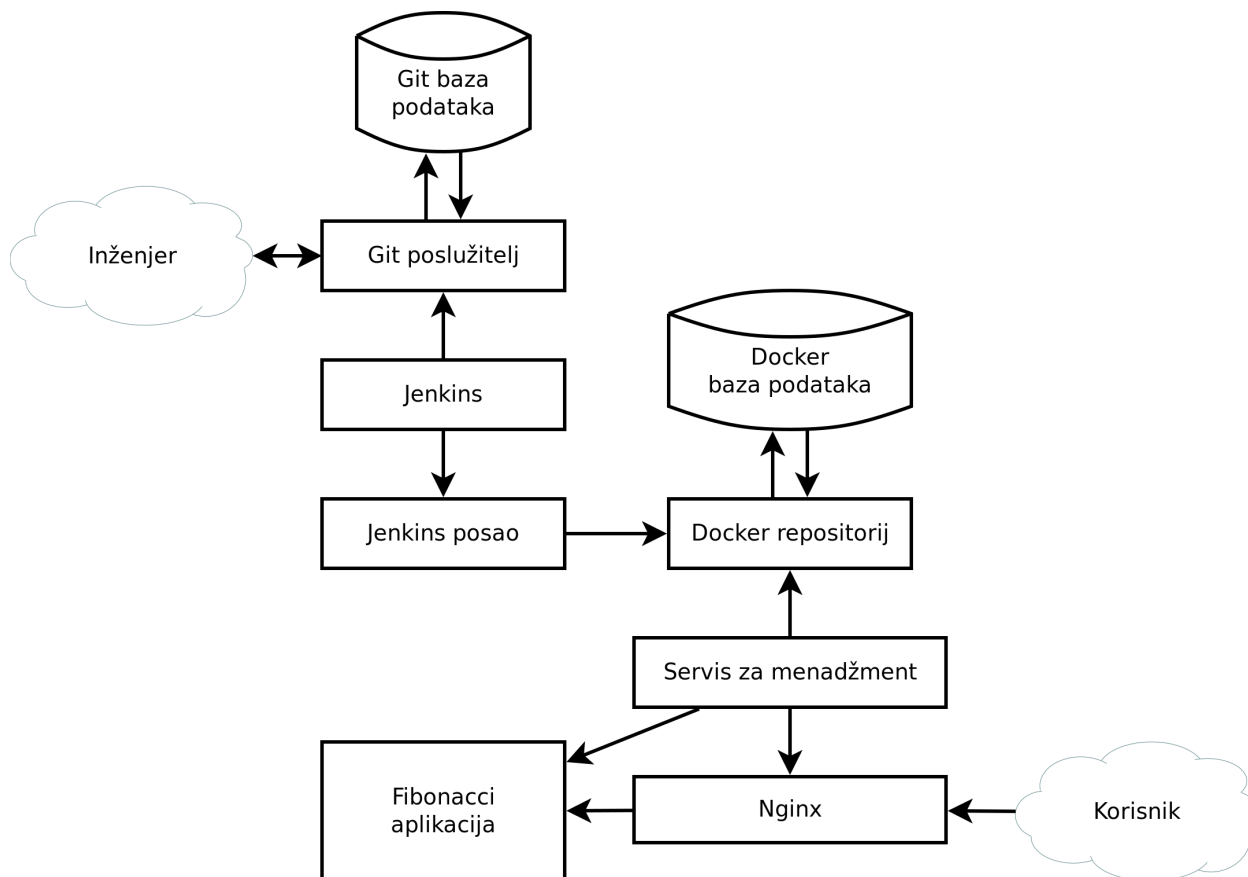 Git baza
podataka
Inženjer
Git poslužitelj
Jenkins
Docker
baza podataka
Jenkins posao
Docker repositorij
Servis za menadžment
Fibonacci
aplikacija
Nginx
Korisnik